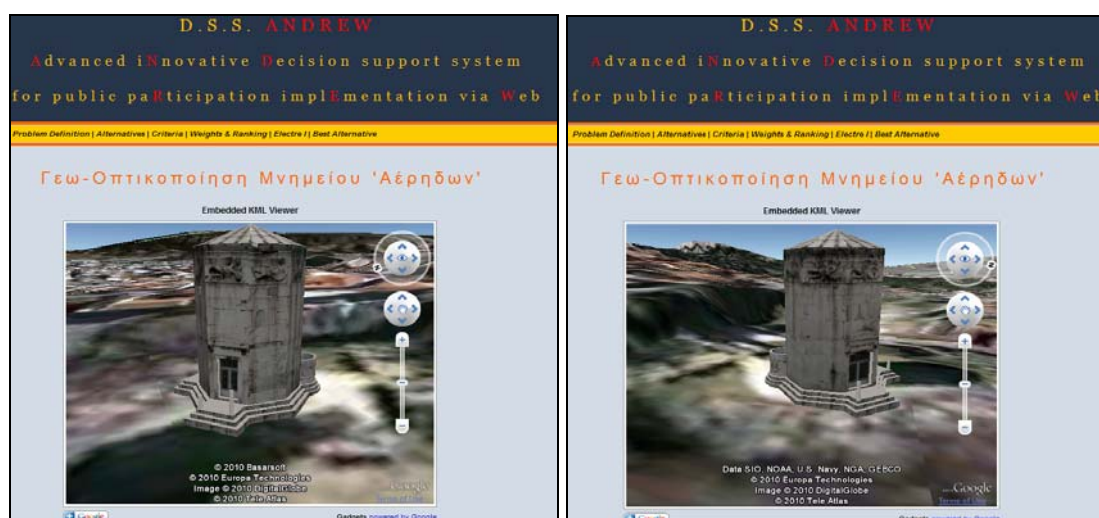 D.S.S. ANDREW
Advanced iNnovative Decision support system
for public paRticipation implEmentation via Web
Problem Definition | Alternatives | Criteria | Weights & Ranking | Electre I | Best Alternative
Γεω-Οπτικοποίηση Μνημείου 'Αέρηδων'
Embedded KML Viewer
© 2010 Basarsoft
© 2010 Europa Technologies
Image © 2010 DigitalGlobe
© 2010 Tele Atlas
Google
Terms of Use
Google
Gadgets powered by Google
D.S.S. ANDREW
Advanced iNnovative Decision support system
for public paRticipation implEmentation via Web
Problem Definition | Alternatives | Criteria | Weights & Ranking | Electre I | Best Alternative
Γεω-Οπτικοποίηση Μνημείου 'Αέρηδων'
Embedded KML Viewer
Data SIO, NOAA, U.S. Navy, NGA, GEBCO
© 2010 Europa Technologies
Image © 2010 DigitalGlobe
© 2010 Tele Atlas
Google
Terms of Use
Google
Gadgets powered by Google